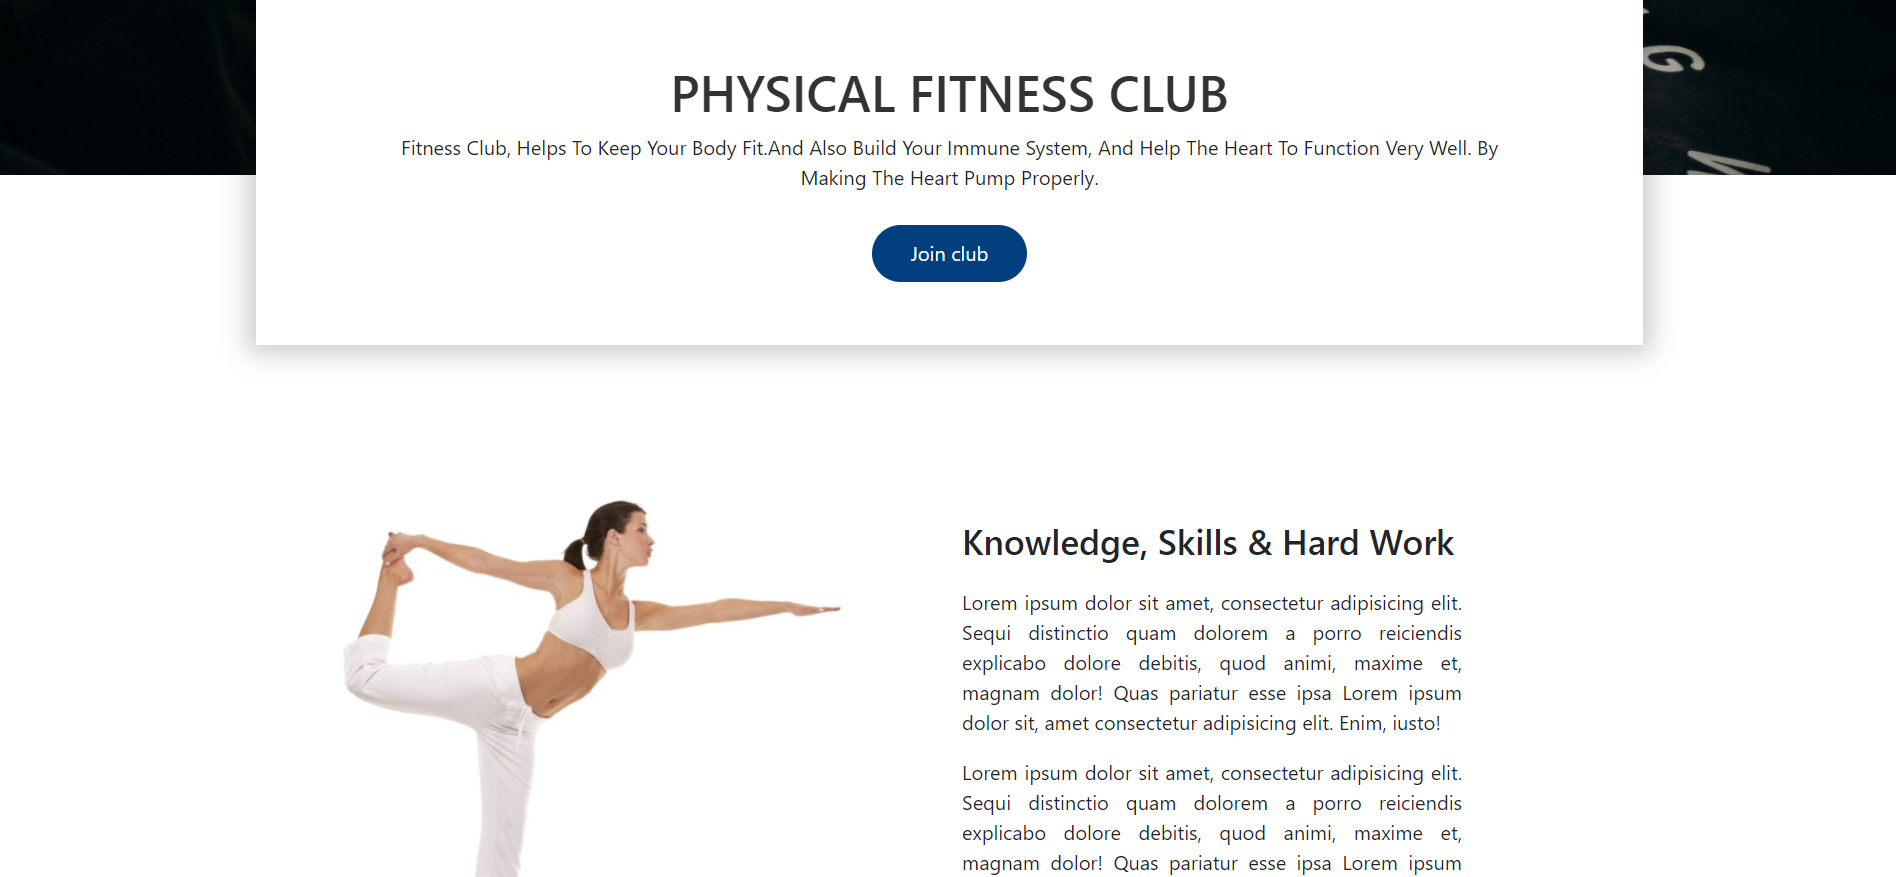 G
PHYSICAL FITNESS CLUB
Fitness Club, Helps To Keep Your Body Fit.And Also Build Your Immune System, And Help The Heart To Function Very Well. By
Making The Heart Pump Properly.
Join club
Knowledge, Skills & Hard Work
Lorem ipsum dolor sit amet, consectetur adipisicing elit.
Sequi distinctio quam dolorem a porro reiciendis
explicabo dolore debitis, quod animi, maxime et,
magnam dolor! Quas pariatur esse ipsa Lorem ipsum
dolor sit, amet consectetur adipisicing elit. Enim, iusto!
Lorem ipsum dolor sit amet, consectetur adipisicing elit.
Sequi distinctio quam dolorem a porro reiciendis
explicabo dolore debitis, quod animi, maxime et,
magnam dolor! Quas pariatur esse ipsa Lorem ipsum